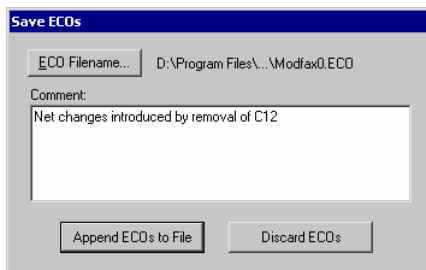 Save ECOs
ECO Filename... D:\Program Files\...\Modfax0.ECO
Comment:
Net changes introduced by removal of C12
Append ECOs to File Discard ECOs